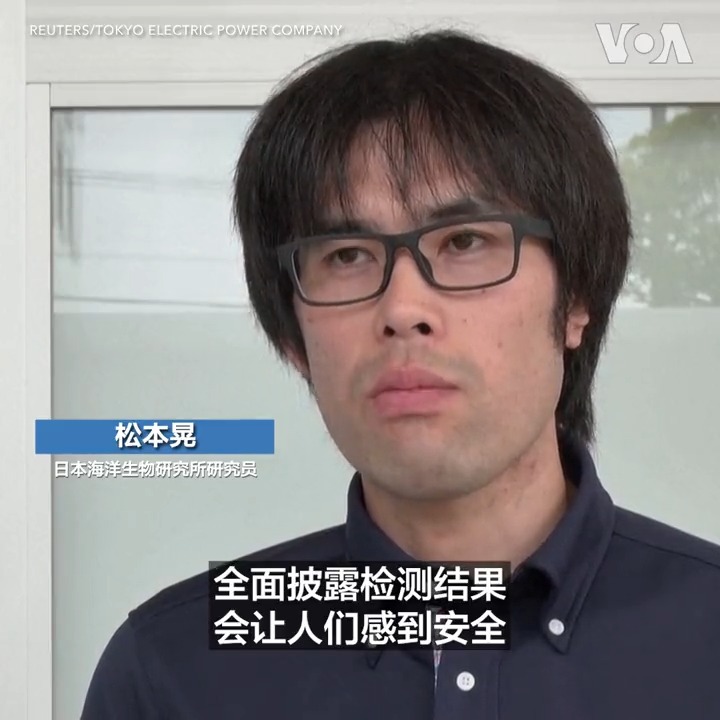 REUTERS/TOKYO ELECTRIC POWER COMPANY
VOA
松本晃
日本海洋生物研究所研究员
全面披露检测结果
会让人们感到安全